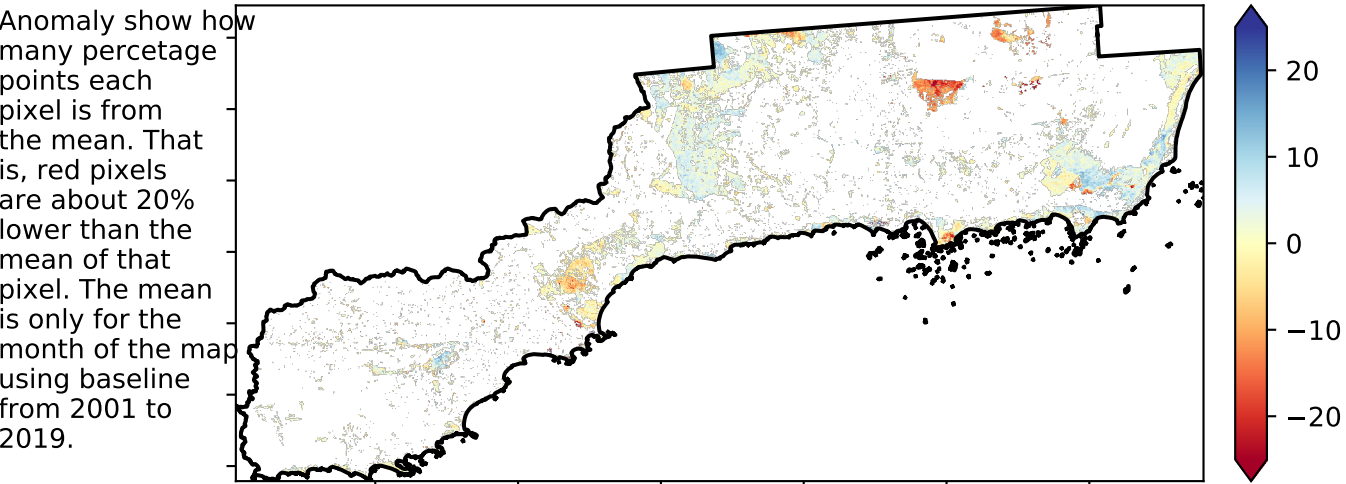 Anomaly show how
many percetage
points each
pixel is from
the mean. That
is, red pixels
are about 20%
lower than the
mean of that
pixel. The mean
is only for the
month of the map
using baseline
from 2001 to
2019.
20
10
0
−10
−20